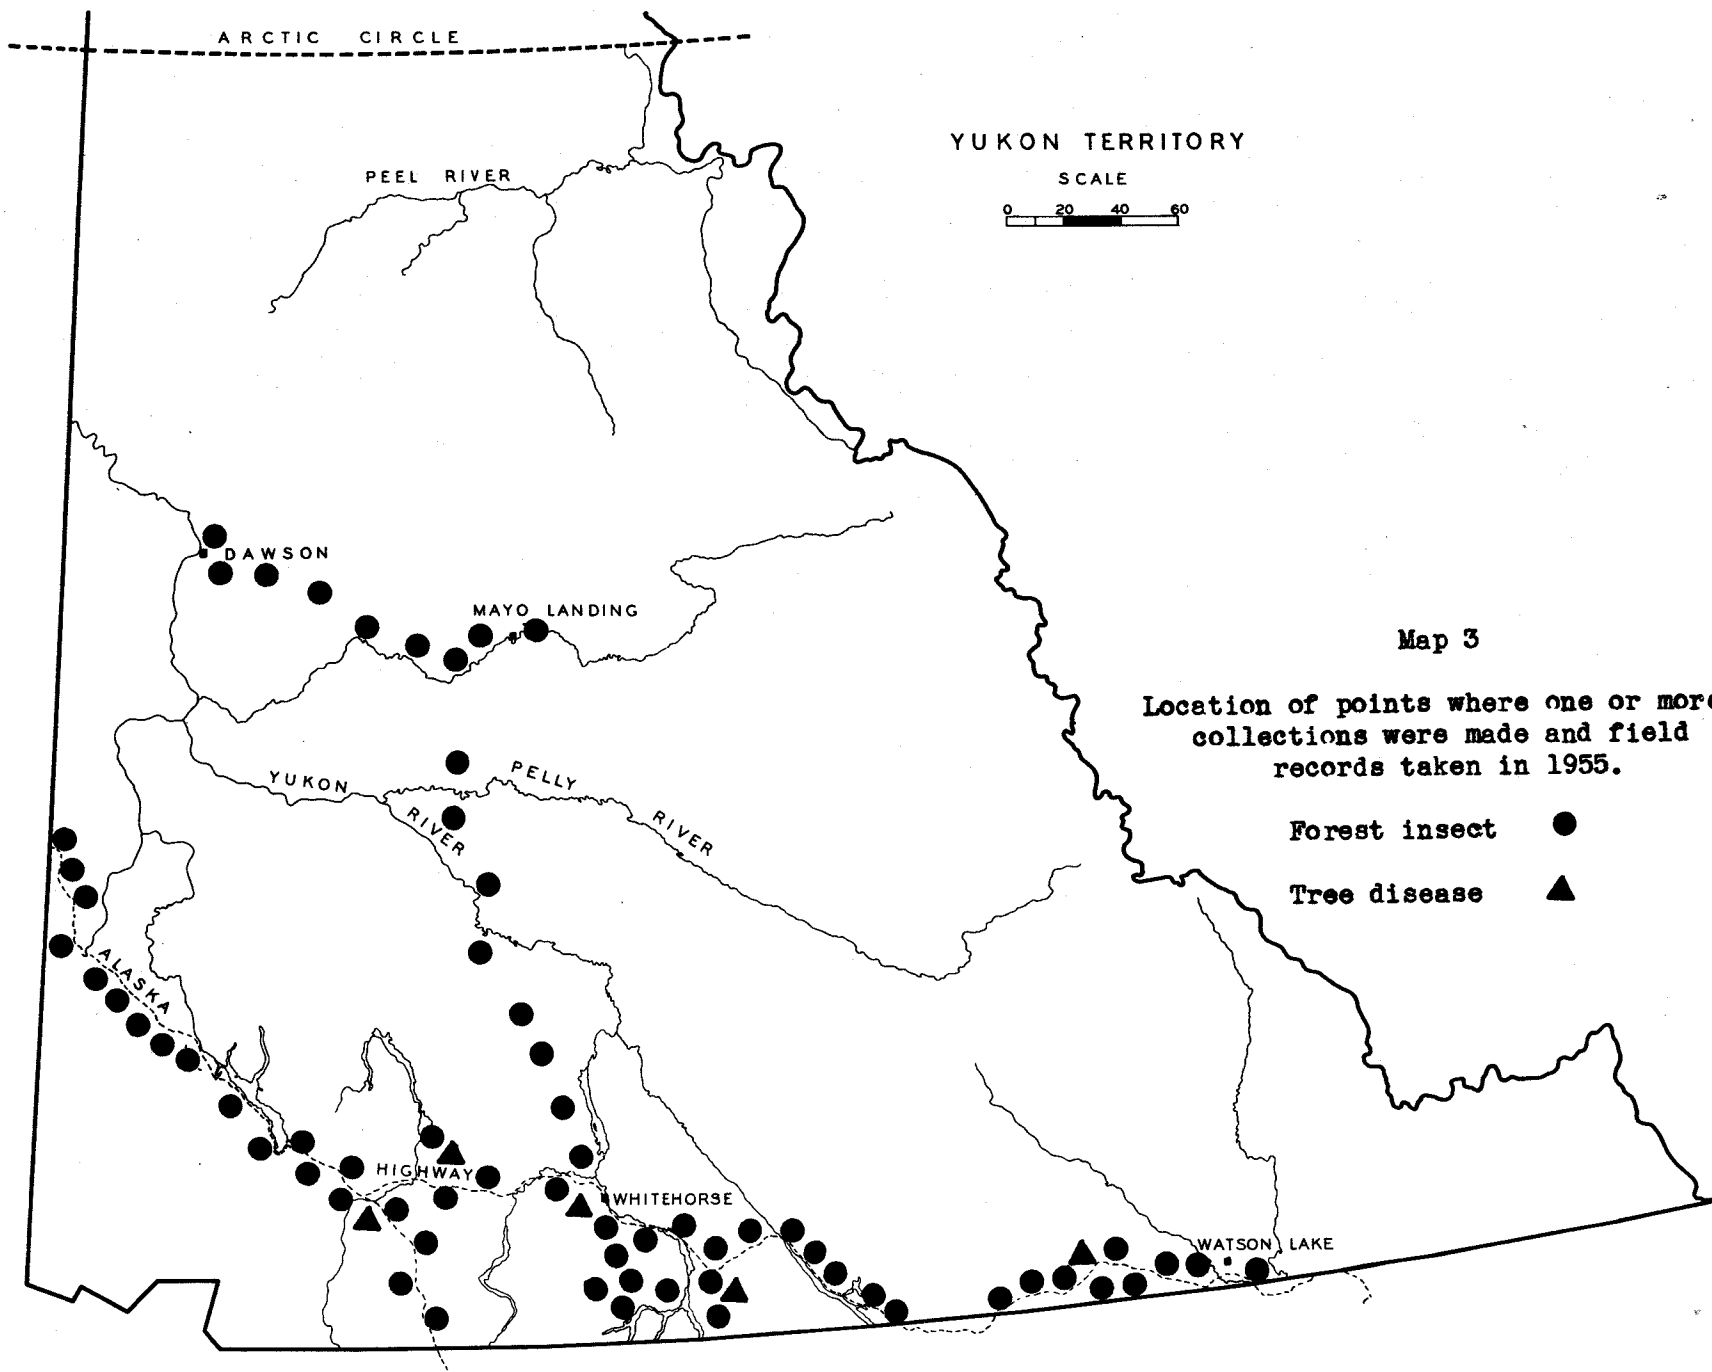 ARCTIC CIRCLE
YUKON TERRITORY
PEEL RIVER
SCALE
0 20 40 60
DAWSON
MAYO LANDING
Map 3
Location of points where one or more
collections were made and field
records taken in 1955.
YUKON
RIVER
PELLY
RIVER
Forest insect
Tree disease
ALASKA
HIGHWAY
WHITEHORSE
WATSON LAKE